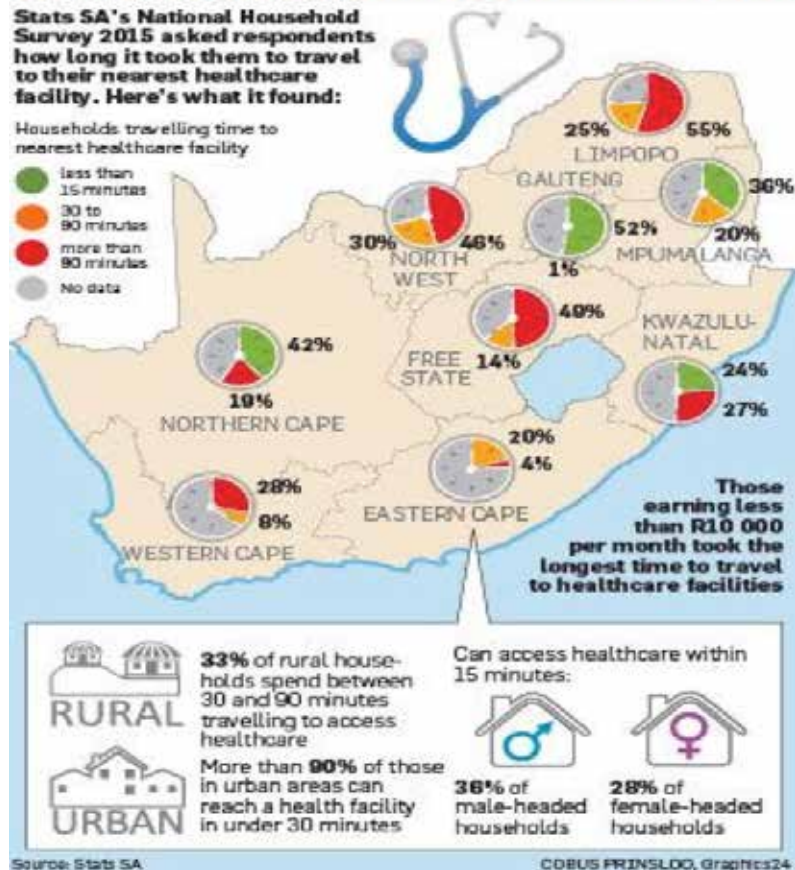 Stats SA's National Household
Survey 2015 asked respondents
how long it took them to travel
to their nearest healthcare
facility. Here's what it found:
Households travelling time to
nearest healthcare facility
less than
15 minutes
30 to
90 minutes
more than
90 minutes
No data
25%
55%
LIMPOPO
GAUTENG
36%
20%
MPUMALANGA
52%
1%
30%
46%
NORTH
WEST
49%
14%
FREE
STATE
KWAZULU-
NATAL
24%
27%
42%
19%
NORTHERN CAPE
20%
4%
EASTERN CAPE
28%
8%
WESTERN CAPE
Those
earning less
than R10 000
per month took the
longest time to travel
to healthcare facilities
RURAL
33% of rural house-
holds spend between
30 and 90 minutes
travelling to access
healthcare
URBAN
More than 90% of those
in urban areas can
reach a health facility
in under 30 minutes
Can access healthcare within
15 minutes:
36% of
male-headed
households
28% of
female-headed
households
Source: Stats SA
COBUS PRINSLOO, Graphics24